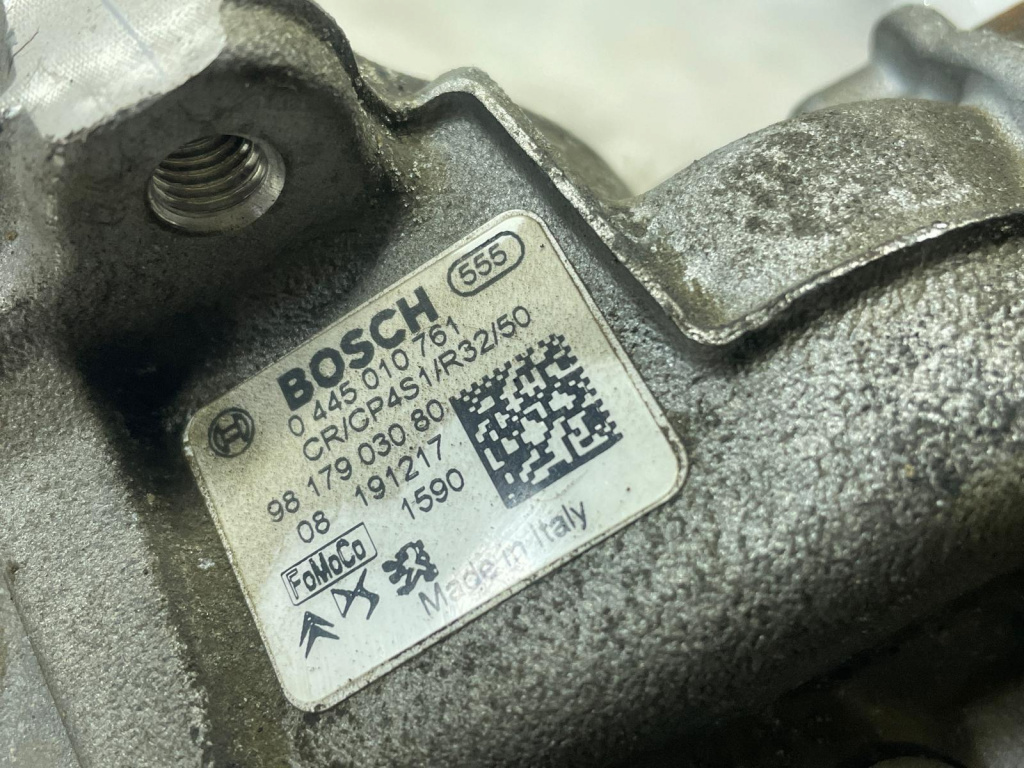 555
BOSCH
0 445 010 761
CR/CP4S1/R32/50
98 179 030 80
08 191217
1590
FoMoCo
Made in Italy